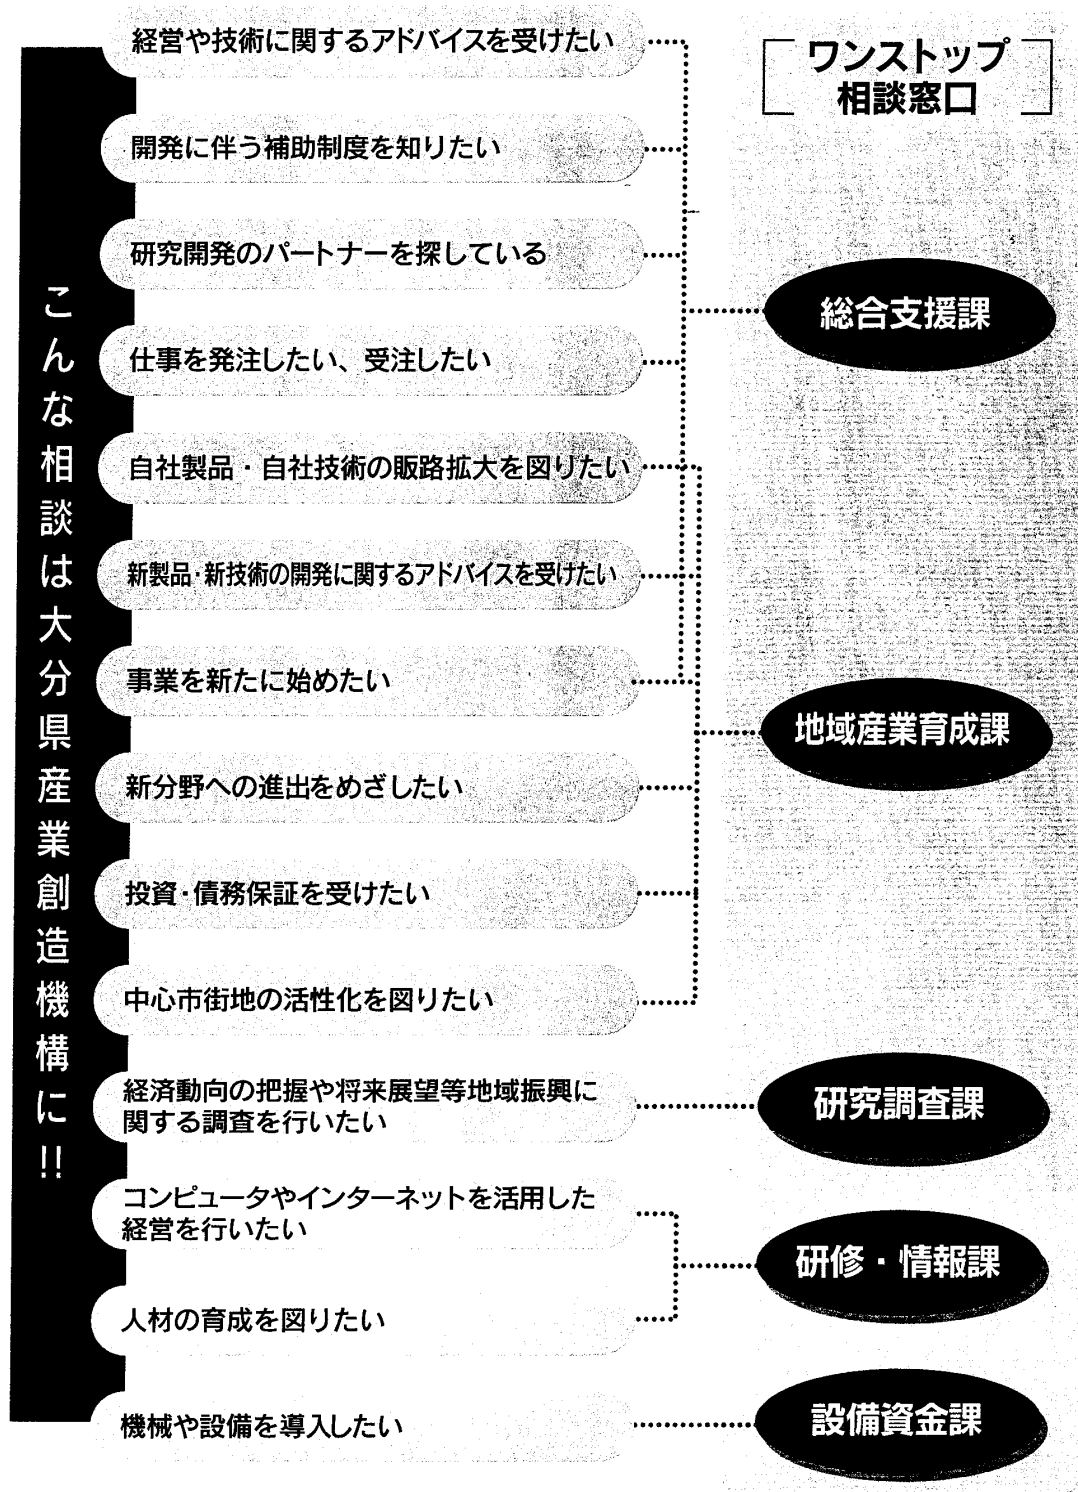 こんな相談は大分県産業創造機構に!!
経営や技術に関するアドバイスを受けたい
開発に伴う補助制度を知りたい
研究開発のパートナーを探している
仕事を発注したい、受注したい
自社製品・自社技術の販路拡大を図りたい
新製品・新技術の開発に関するアドバイスを受けたい
事業を新たに始めたい
新分野への進出をめざしたい
投資・債務保証を受けたい
中心市街地の活性化を図りたい
経済動向の把握や将来展望等地域振興に
関する調査を行いたい
コンピュータやインターネットを活用した
経営を行いたい
人材の育成を図りたい
機械や設備を導入したい
ワンストップ
相談窓口
総合支援課
地域産業育成課
研究調査課
研修・情報課
設備資金課